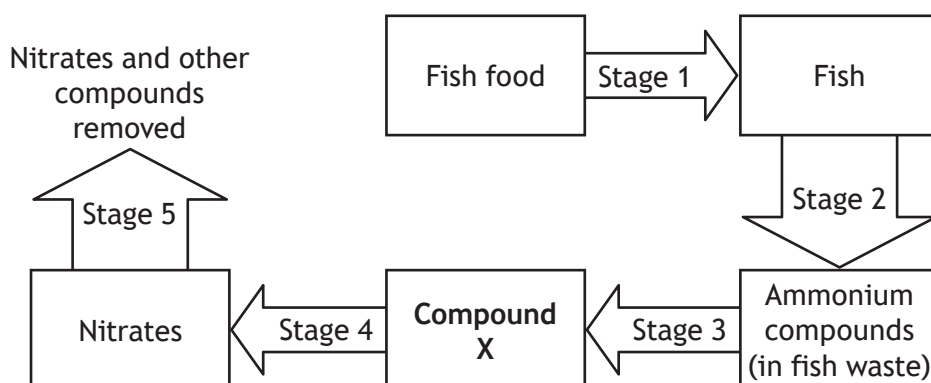 Fish food
Stage 1
Fish
Stage 2
Ammonium
compounds
(in fish waste)
Stage 3
Compound
X
Stage 4
Nitrates
Stage 5
Nitrates and other
compounds
removed